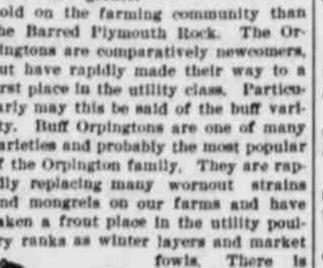 old on the farming community than
he Barred Plymouth Rock. The Or-
pingtons are comparatively newcomers,
ut have rapidly made their way to a
rst place in the utility class. Particu-
arly may this be said of the buff vari-
ty. Buff Orpingtons are one of many
arieties and probably the most popular
f the Orpington family. They are rap-
dly replacing many wornout strains
nd mongrels on our farms and have
aken a front place in the utility poul-
ry ranks as winter layers and market
fowls. There is